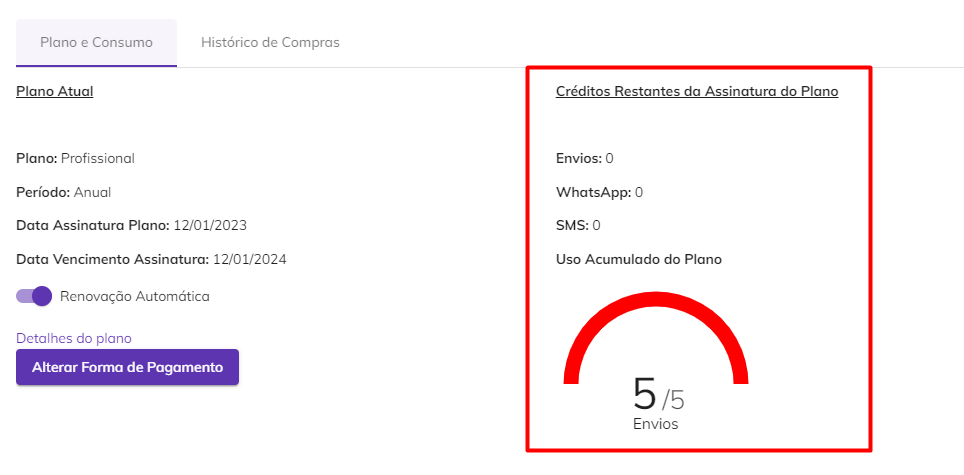 Plano e Consumo
Histórico de Compras
Plano Atual
Plano: Profissional
Período: Anual
Data Assinatura Plano: 12/01/2023
Data Vencimento Assinatura: 12/01/2024
Renovação Automática
Detalhes do plano
Alterar Forma de Pagamento
Créditos Restantes da Assinatura do Plano
Envios: 0
WhatsApp: 0
SMS: 0
Uso Acumulado do Plano
5 /5
Envios